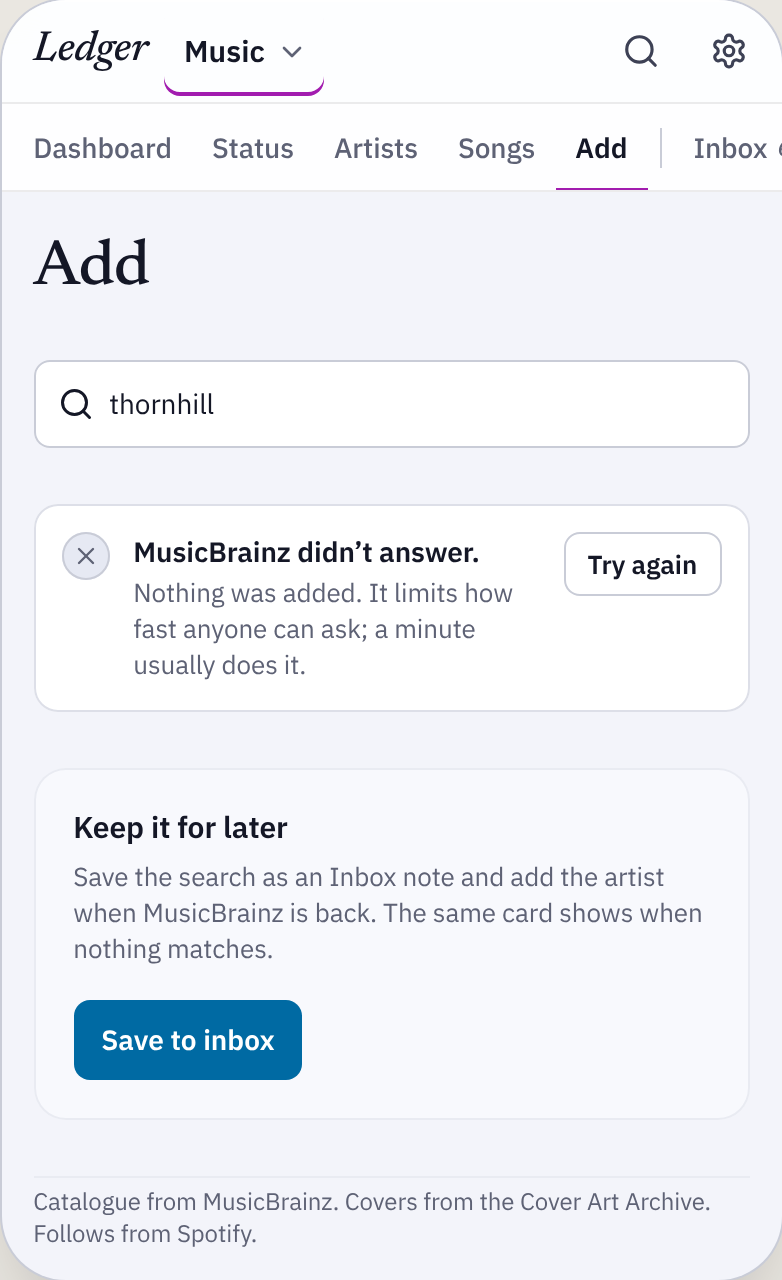 Ledger Music
Dashboard Status Artists Songs Add Inbox
Add
thornhill
MusicBrainz didn’t answer.
Try again
Nothing was added. It limits how
fast anyone can ask; a minute
usually does it.
Keep it for later
Save the search as an Inbox note and add the artist
when MusicBrainz is back. The same card shows when
nothing matches.
Save to inbox
Catalogue from MusicBrainz. Covers from the Cover Art Archive.
Follows from Spotify.